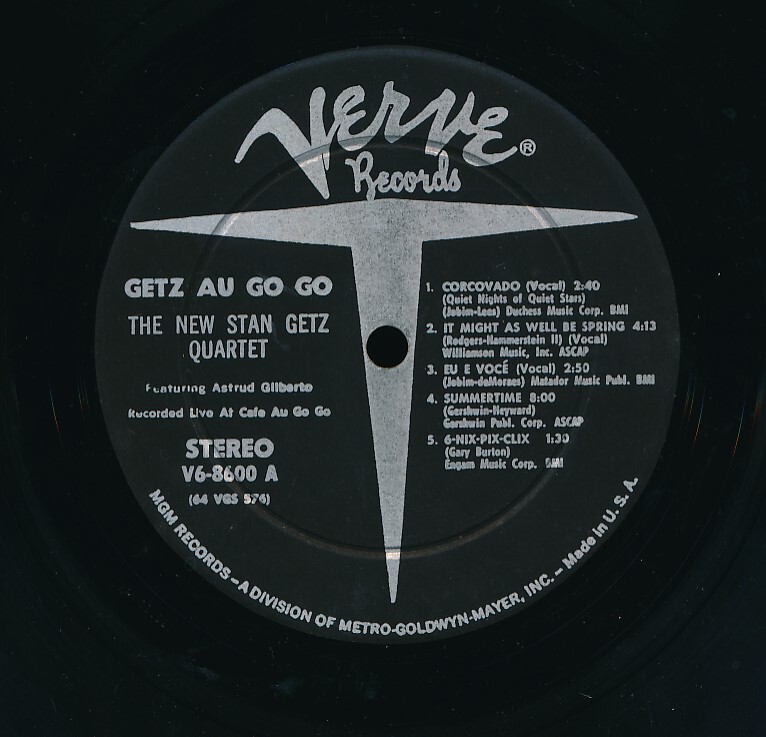 Verve®
Records
GETZ AU GO GO
THE NEW STAN GETZ
QUARTET
Featuring Astrud Gilberto
Recorded Live At Cafe Au Go Go
STEREO
V6-8600 A
(64 VGS 576)
1. CORCOVADO (Vocal) 2:40
(Quiet Nights of Quiet Stars)
(Jobim-Lees) Duchess Music Corp. BMI
2. IT MIGHT AS WELL BE SPRING 4:13
(Rodgers-Hammerstein II) (Vocal)
Williamson Music, Inc. ASCAP
3. EU E VOCÉ (Vocal) 2:50
(Jobim-deMoraes) Matador Music Publ. BMI
4. SUMMERTIME 8:00
(Gershwin-Heyward)
Gershwin Publ. Corp. ASCAP
5. 6-NIX-PIX-CLIX 1:30
(Gary Burton)
Engam Music Corp. BMI
MGM RECORDS – A DIVISION OF METRO-GOLDWYN-MAYER, INC. – Made in U. S. A.